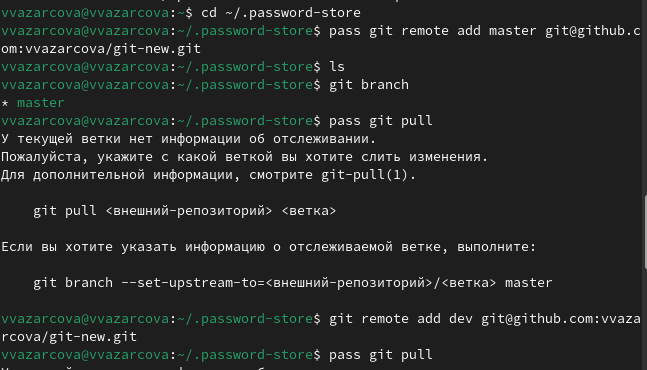 vvazarcova@vvazarcova:~$ cd ~/.password-store
vvazarcova@vvazarcova:~/.password-store$ pass git remote add master git@github.c
om:vvazarcova/git-new.git
vvazarcova@vvazarcova:~/.password-store$ ls
vvazarcova@vvazarcova:~/.password-store$ git branch
* master
vvazarcova@vvazarcova:~/.password-store$ pass git pull
У текущей ветки нет информации об отслеживании.
Пожалуйста, укажите с какой веткой вы хотите слить изменения.
Для дополнительной информации, смотрите git-pull(1).
git pull <внешний-репозиторий> <ветка>
Если вы хотите указать информацию о отслеживаемой ветке, выполните:
git branch --set-upstream-to=<внешний-репозиторий>/<ветка> master
vvazarcova@vvazarcova:~/.password-store$ git remote add dev git@github.com:vvaza
rcova/git-new.git
vvazarcova@vvazarcova:~/.password-store$ pass git pull